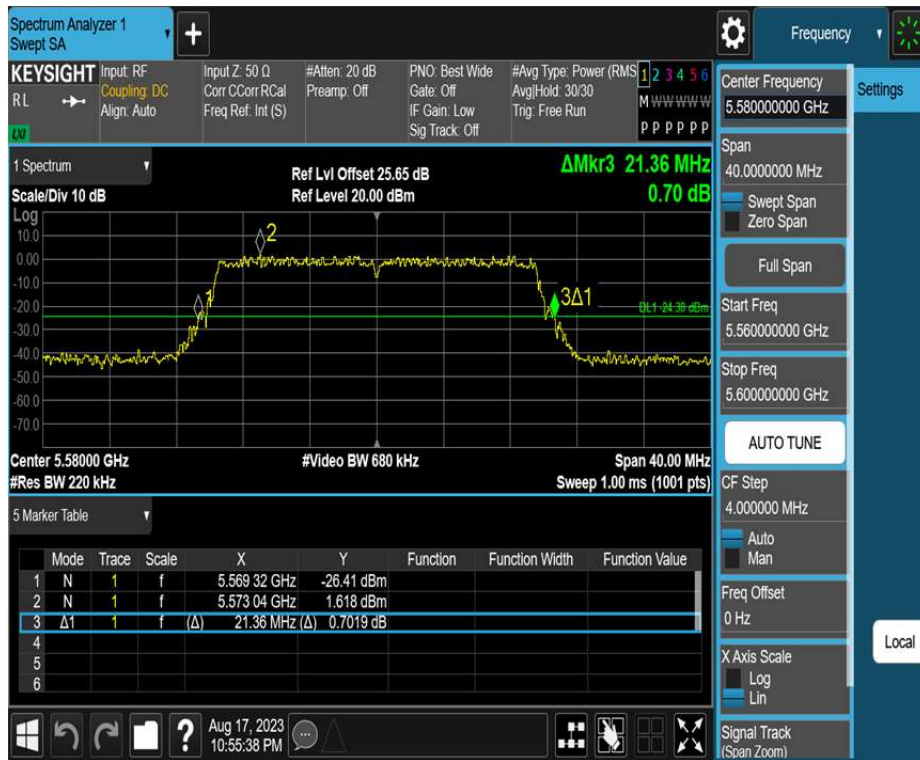 Spectrum Analyzer 1
Swept SA
+
Frequency
KEYSIGHT
RL
LXI
Input: RF
Coupling: DC
Align: Auto
Input Z: 50 Ω
Corr CCorr RCal
Freq Ref: Int (S)
#Atten: 20 dB
Preamp: Off
PNO: Best Wide
Gate: Off
IF Gain: Low
Sig Track: Off
#Avg Type: Power (RMS
Avg|Hold: 30/30
Trig: Free Run
1 2 3 4 5 6
M W W W W W
P P P P P P
1 Spectrum
Scale/Div 10 dB
Ref Lvl Offset 25.65 dB
Ref Level 20.00 dBm
ΔMkr3 21.36 MHz
0.70 dB
Log
10.0
0.00
-10.0
-20.0
-30.0
-40.0
-50.0
-60.0
-70.0
2
1
3Δ1
DL1 -24.38 dBm
Center 5.58000 GHz
#Video BW 680 kHz
Span 40.00 MHz
#Res BW 220 kHz
Sweep 1.00 ms (1001 pts)
5 Marker Table
Mode Trace Scale X Y Function Function Width Function Value
1 N 1 f 5.569 32 GHz -26.41 dBm
2 N 1 f 5.573 04 GHz 1.618 dBm
3 Δ1 1 f (Δ) 21.36 MHz (Δ) 0.7019 dB
4
5
6
?
Aug 17, 2023
10:55:38 PM
Center Frequency
5.580000000 GHz
Span
40.0000000 MHz
Swept Span
Zero Span
Full Span
Start Freq
5.560000000 GHz
Stop Freq
5.600000000 GHz
AUTO TUNE
CF Step
4.000000 MHz
Auto
Man
Freq Offset
0 Hz
X Axis Scale
Log
Lin
Signal Track
(Span Zoom)
Settings
Local